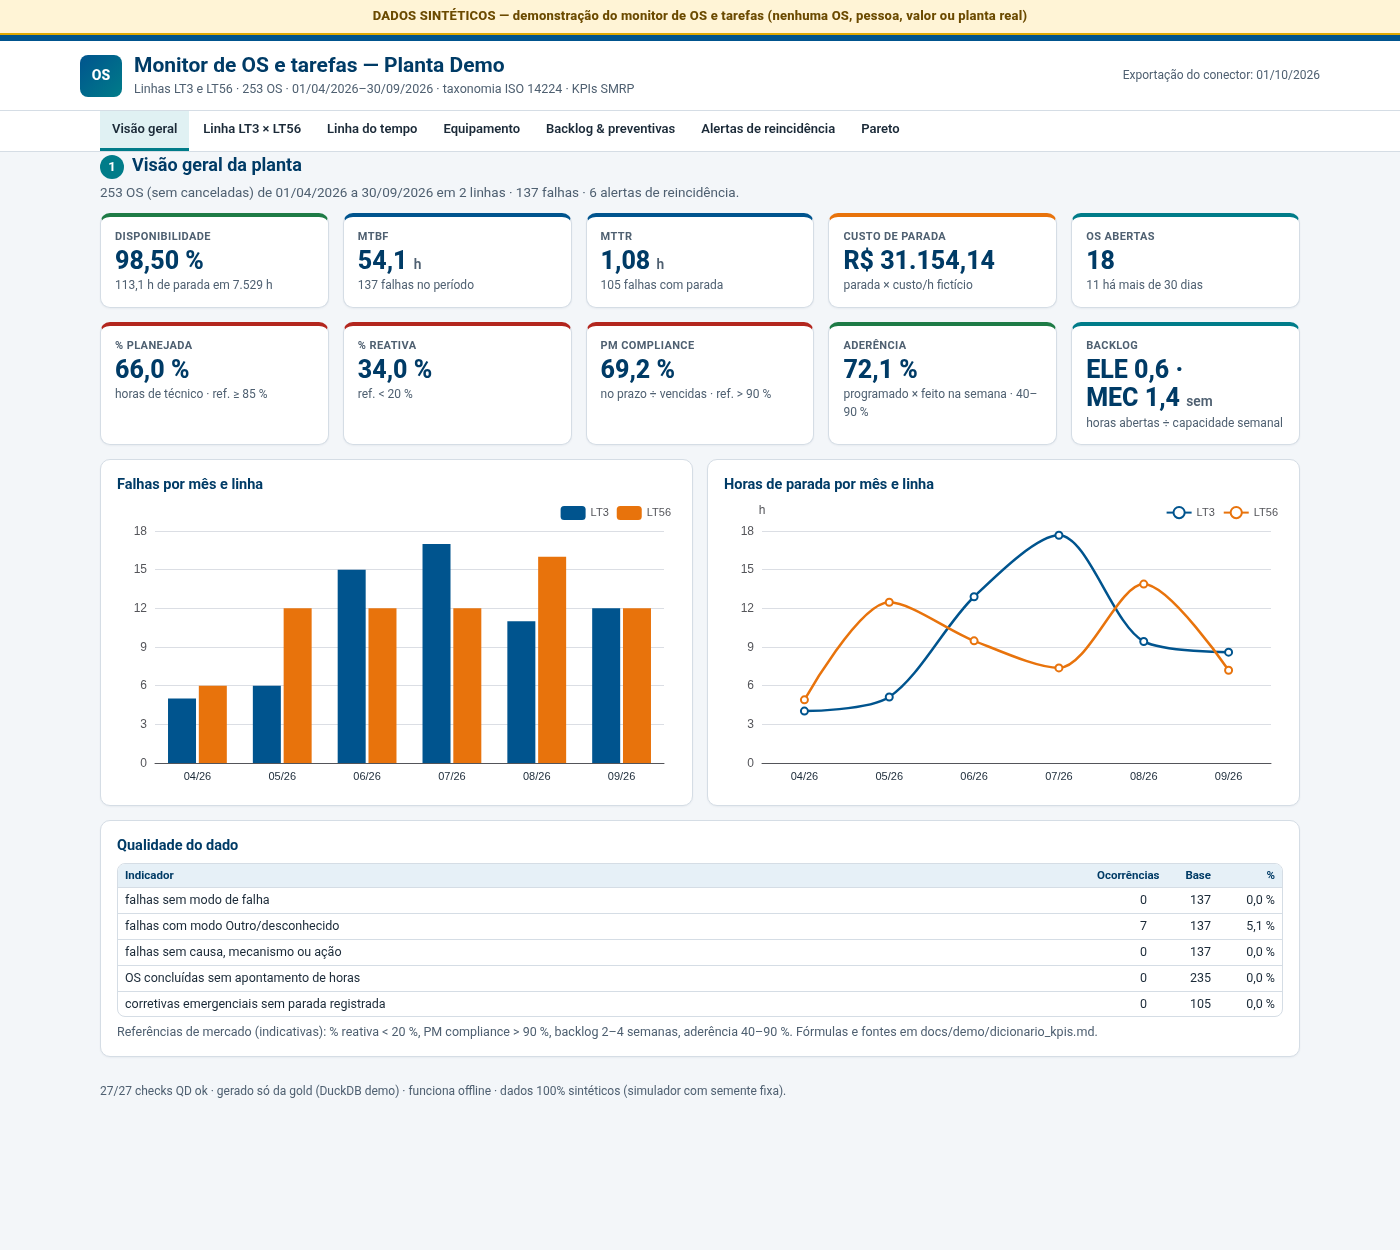 DADOS SINTÉTICOS — demonstração do monitor de OS e tarefas (nenhuma OS, pessoa, valor ou planta real)
OS
Monitor de OS e tarefas — Planta Demo
Linhas LT3 e LT56 · 253 OS · 01/04/2026–30/09/2026 · taxonomia ISO 14224 · KPIs SMRP
Exportação do conector: 01/10/2026
Visão geral
Linha LT3 × LT56
Linha do tempo
Equipamento
Backlog & preventivas
Alertas de reincidência
Pareto
1 Visão geral da planta
253 OS (sem canceladas) de 01/04/2026 a 30/09/2026 em 2 linhas · 137 falhas · 6 alertas de reincidência.
DISPONIBILIDADE
98,50 %
113,1 h de parada em 7.529 h
MTBF
54,1 h
137 falhas no período
MTTR
1,08 h
105 falhas com parada
CUSTO DE PARADA
R$ 31.154,14
parada × custo/h fictício
OS ABERTAS
18
11 há mais de 30 dias
% PLANEJADA
66,0 %
horas de técnico · ref. ≥ 85 %
% REATIVA
34,0 %
ref. < 20 %
PM COMPLIANCE
69,2 %
no prazo ÷ vencidas · ref. > 90 %
ADERÊNCIA
72,1 %
programado × feito na semana · 40–
90 %
BACKLOG
ELE 0,6 ·
MEC 1,4 sem
horas abertas ÷ capacidade semanal
Falhas por mês e linha
LT3 LT56
18
15
12
9
6
3
0
04/26 05/26 06/26 07/26 08/26 09/26
Horas de parada por mês e linha
h
LT3 LT56
18
15
12
9
6
3
0
04/26 05/26 06/26 07/26 08/26 09/26
Qualidade do dado
Indicador Ocorrências Base %
falhas sem modo de falha 0 137 0,0 %
falhas com modo Outro/desconhecido 7 137 5,1 %
falhas sem causa, mecanismo ou ação 0 137 0,0 %
OS concluídas sem apontamento de horas 0 235 0,0 %
corretivas emergenciais sem parada registrada 0 105 0,0 %
Referências de mercado (indicativas): % reativa < 20 %, PM compliance > 90 %, backlog 2–4 semanas, aderência 40–90 %. Fórmulas e fontes em docs/demo/dicionario_kpis.md.
27/27 checks QD ok · gerado só da gold (DuckDB demo) · funciona offline · dados 100% sintéticos (simulador com semente fixa).